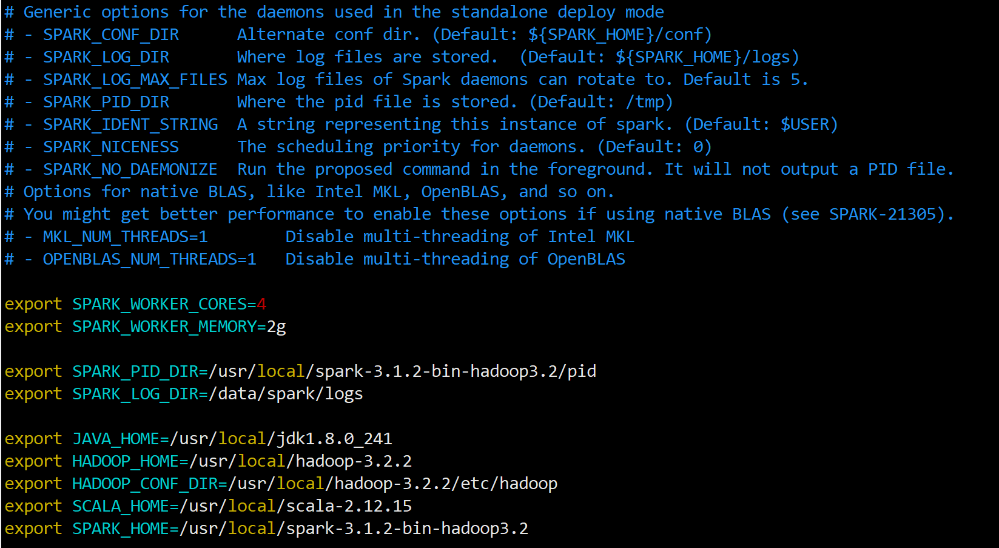 # Generic options for the daemons used in the standalone deploy mode
# - SPARK_CONF_DIR      Alternate conf dir. (Default: ${SPARK_HOME}/conf)
# - SPARK_LOG_DIR       Where log files are stored.  (Default: ${SPARK_HOME}/logs)
# - SPARK_LOG_MAX_FILES Max log files of Spark daemons can rotate to. Default is 5.
# - SPARK_PID_DIR       Where the pid file is stored. (Default: /tmp)
# - SPARK_IDENT_STRING  A string representing this instance of spark. (Default: $USER)
# - SPARK_NICENESS      The scheduling priority for daemons. (Default: 0)
# - SPARK_NO_DAEMONIZE  Run the proposed command in the foreground. It will not output a PID file.
# Options for native BLAS, like Intel MKL, OpenBLAS, and so on.
# You might get better performance to enable these options if using native BLAS (see SPARK-21305).
# - MKL_NUM_THREADS=1        Disable multi-threading of Intel MKL
# - OPENBLAS_NUM_THREADS=1   Disable multi-threading of OpenBLAS

export SPARK_WORKER_CORES=4
export SPARK_WORKER_MEMORY=2g

export SPARK_PID_DIR=/usr/local/spark-3.1.2-bin-hadoop3.2/pid
export SPARK_LOG_DIR=/data/spark/logs

export JAVA_HOME=/usr/local/jdk1.8.0_241
export HADOOP_HOME=/usr/local/hadoop-3.2.2
export HADOOP_CONF_DIR=/usr/local/hadoop-3.2.2/etc/hadoop
export SCALA_HOME=/usr/local/scala-2.12.15
export SPARK_HOME=/usr/local/spark-3.1.2-bin-hadoop3.2